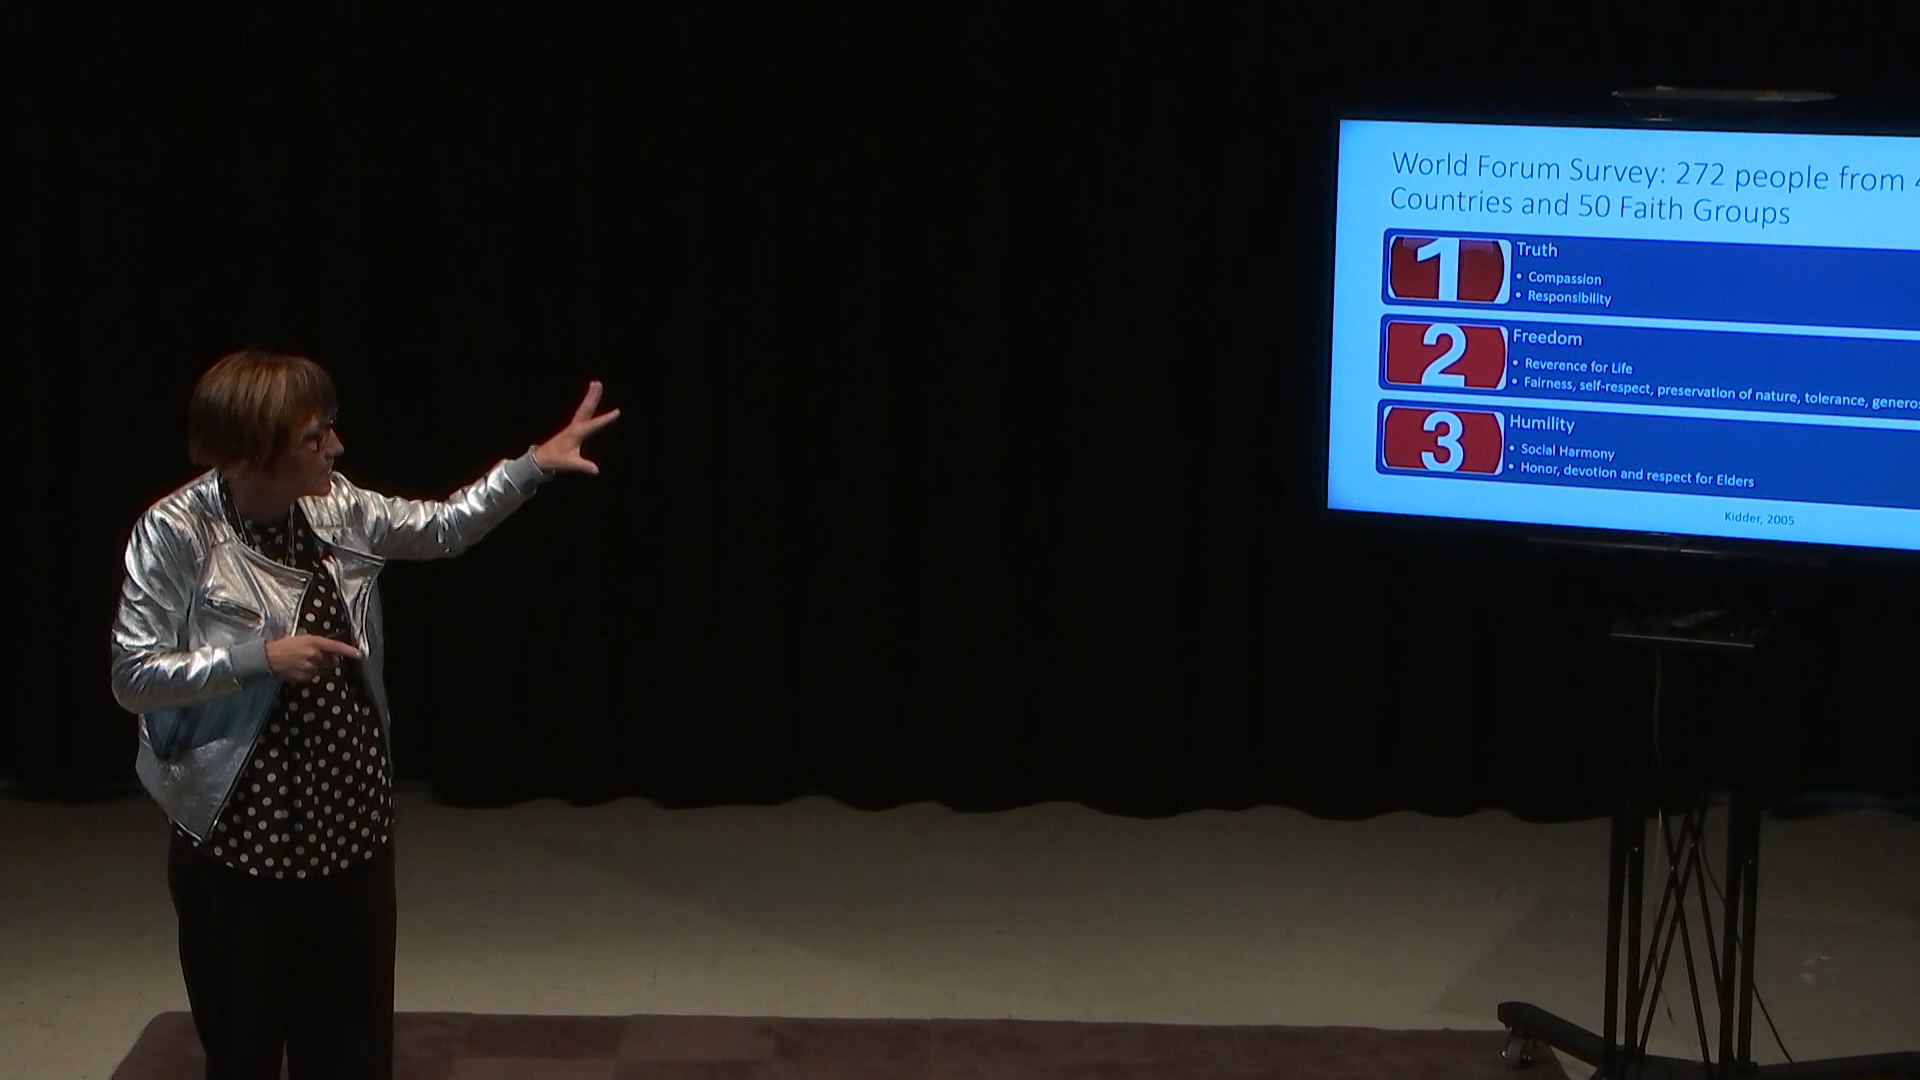 World Forum Survey: 272 people from
Countries and 50 Faith Groups
1
Truth
• Compassion
• Responsibility
2
Freedom
• Reverence for Life
• Fairness, self-respect, preservation of nature, tolerance,
3
Humility
• Social Harmony
• Honor, devotion and respect for Elders
Kidder, 2005